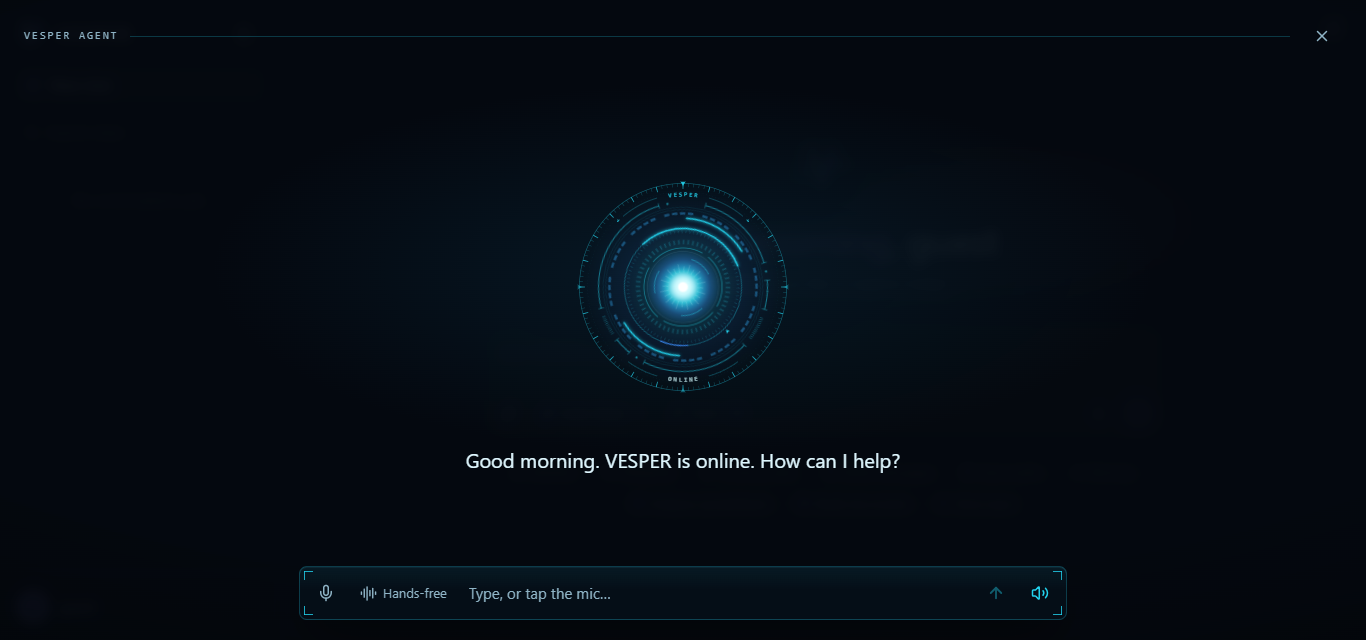 VESPER AGENT
VESPER
ONLINE
Good morning. VESPER is online. How can I help?
Hands-free
Type, or tap the mic...